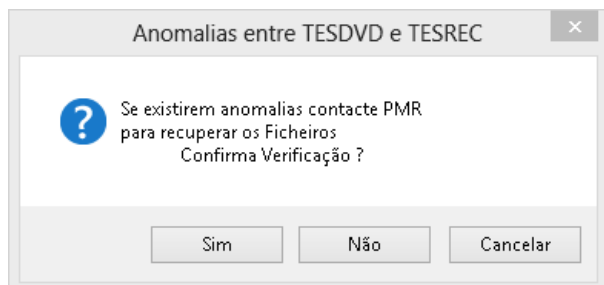 Anomalias entre TESDVD e TESREC
Se existirem anomalias contacte PMR
para recuperar os Ficheiros
Confirma Verificação ?
Sim
Não
Cancelar